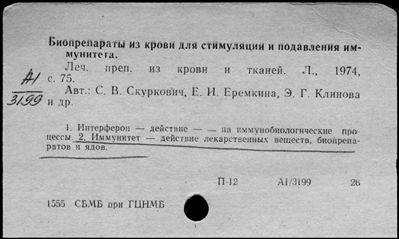 Биопрепараты из крови для стимуляции и подавления им-
мунитета.
Леч. преп. из крови и тканей. Л., 1974,
с. 75.
А1
3199
Авт.: С. В. Скуркович, Е. И. Еремкина, Э. Г. Клинова
и др.
1. Интерферон — действие — — на иммунобиологические про-
цессы. 2. Иммунитет — действие лекарственных веществ, биопрепа-
ратов и ядов.
П-12 А1/3199 26
1555 СБМБ при ГЦНМБ